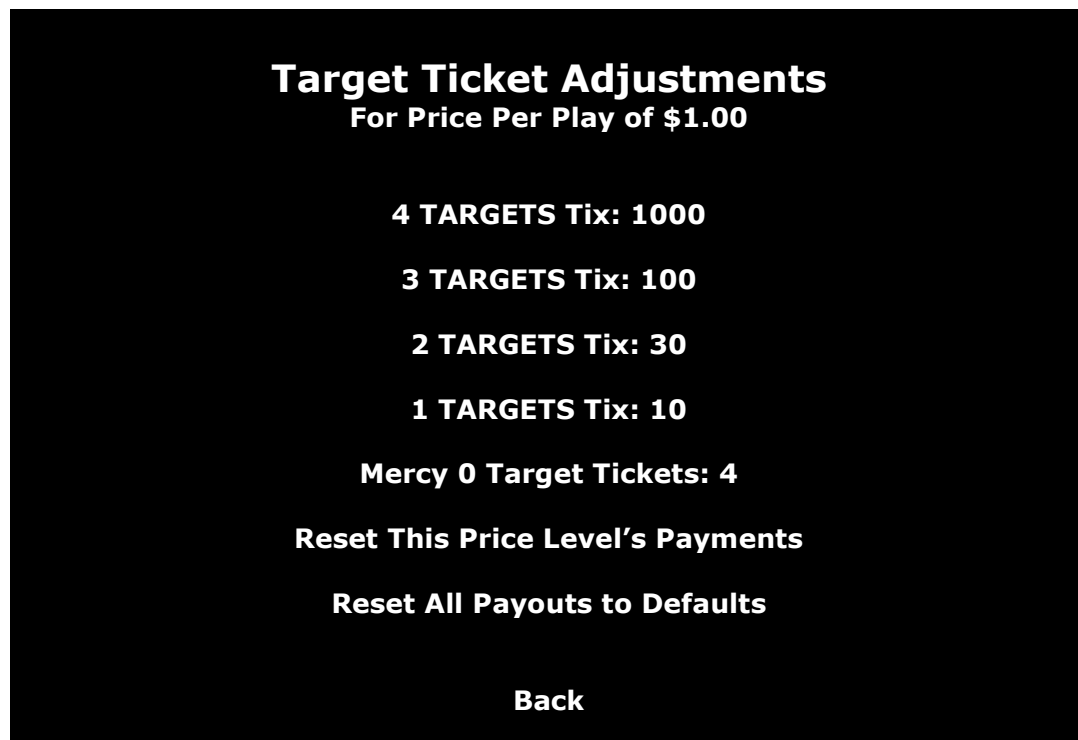 Target Ticket Adjustments
For Price Per Play of $1.00
4 TARGETS Tix: 1000
3 TARGETS Tix: 100
2 TARGETS Tix: 30
1 TARGETS Tix: 10
Mercy 0 Target Tickets: 4
Reset This Price Level’s Payments
Reset All Payouts to Defaults
Back